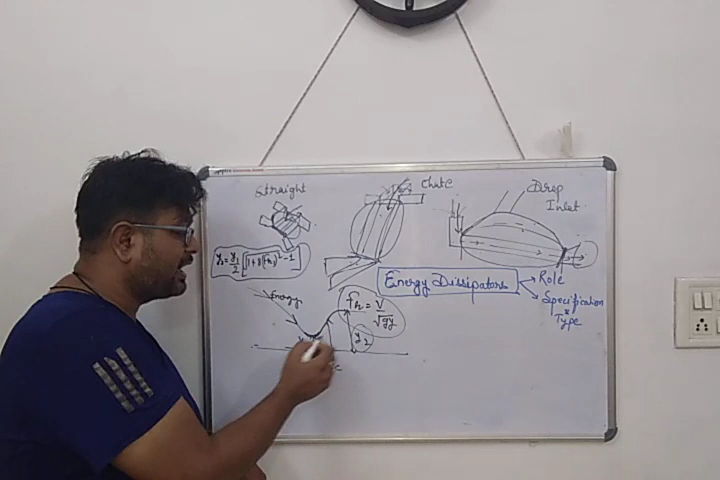 Straight
Chute
Drop
Inlet
y₂ = y₁/2 [√1+8(Fr₁)² - 1]
Energy Dissipators
Role
Specification
&
Type
Energy
Fr = V/√gy
y₂